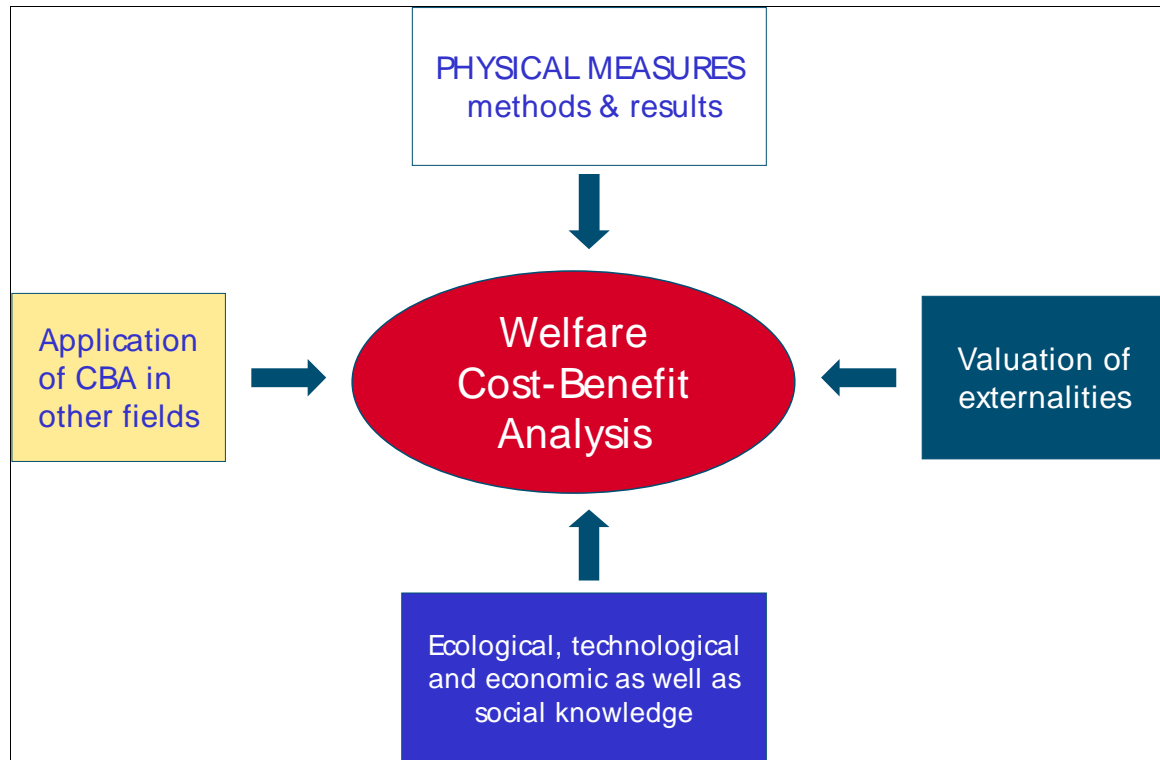 PHYSICAL MEASURES
methods & results
Application
of CBA in
other fields
Welfare
Cost-Benefit
Analysis
Valuation of
externalities
Ecological, technological
and economic as well as
social knowledge